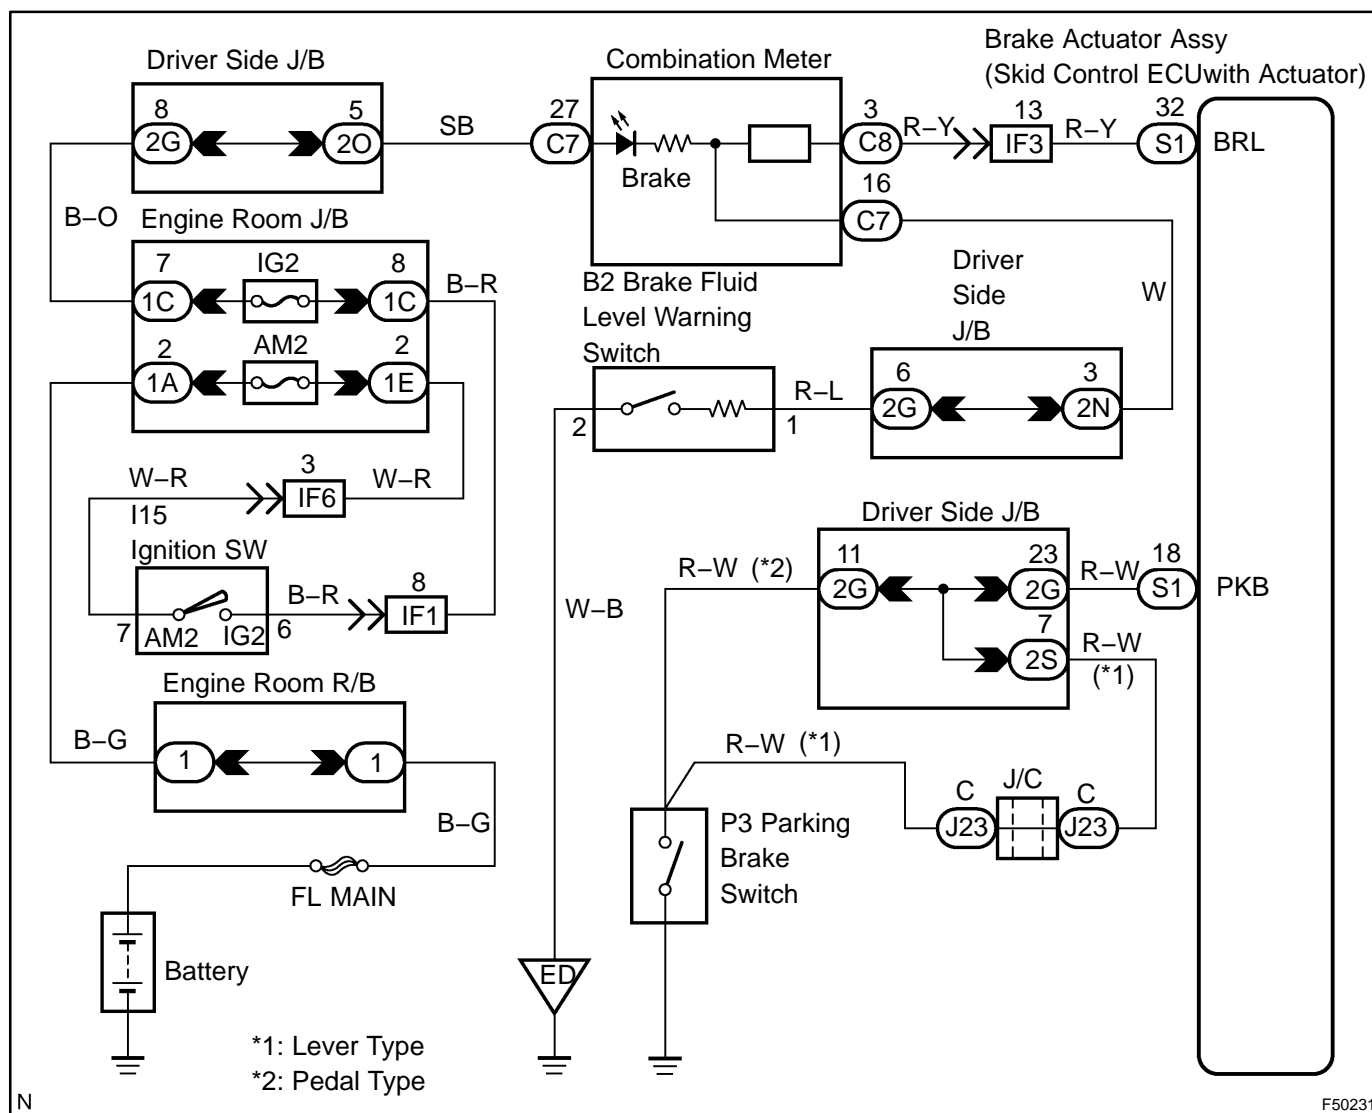 Brake Actuator Assy
(Skid Control ECUwith Actuator)
Driver Side J/B
Combination Meter
8
5
27
3
13
32
2G
2O
SB
C7
C8
R−Y
IF3
R−Y
S1
BRL
Brake
16
C7
B−O
Engine Room J/B
7
IG2
8
B−R
1C
1C
2
AM2
2
1A
1E
B2 Brake Fluid
Level Warning
Switch
Driver
Side
J/B
W
6
3
R−L
2G
2N
2
1
3
W−R
IF6
W−R
I15
Ignition SW
8
B−R
IF1
7
AM2
IG2
6
Driver Side J/B
11
23
18
R−W (*2)
2G
2G
R−W
S1
PKB
W−B
7
2S
R−W
(*1)
Engine Room R/B
B−G
1
1
R−W (*1)
B−G
C
J/C
C
J23
J23
P3 Parking
Brake
Switch
FL MAIN
Battery
ED
*1: Lever Type
*2: Pedal Type
N
F50231